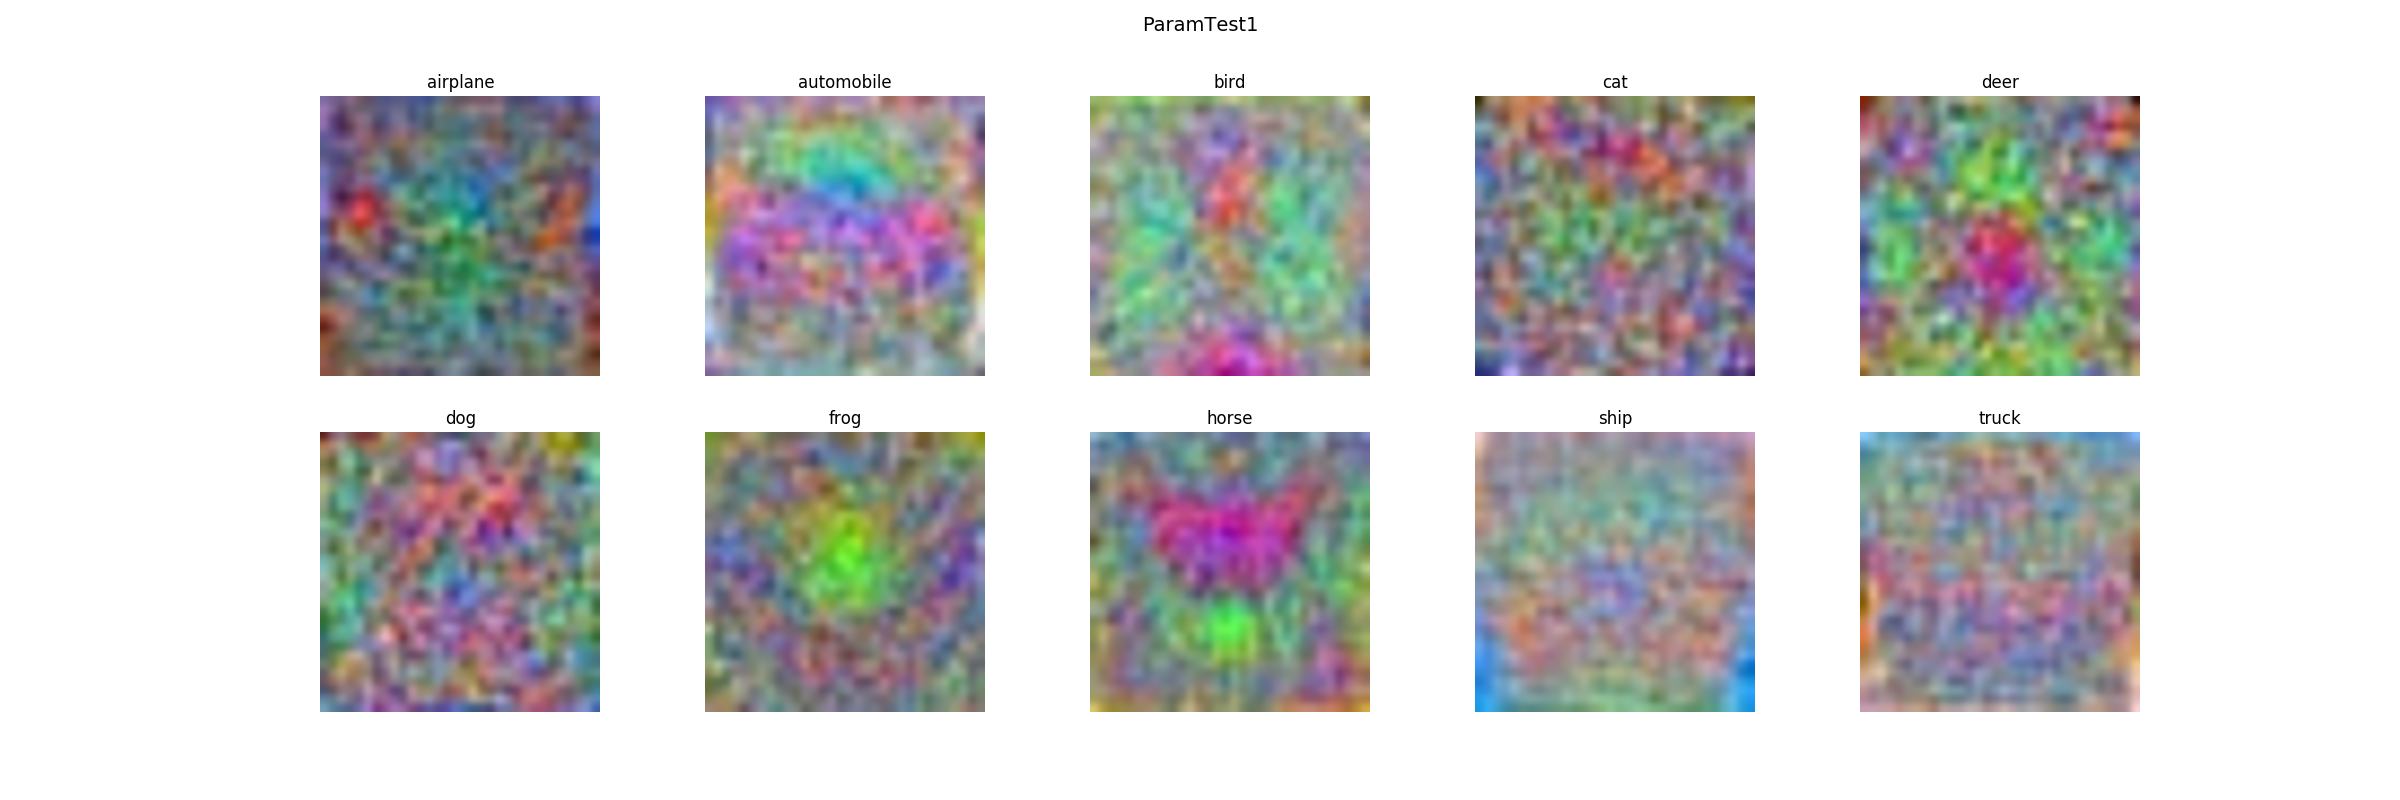 ParamTest1
airplane
automobile
bird
cat
deer
dog
frog
horse
ship
truck